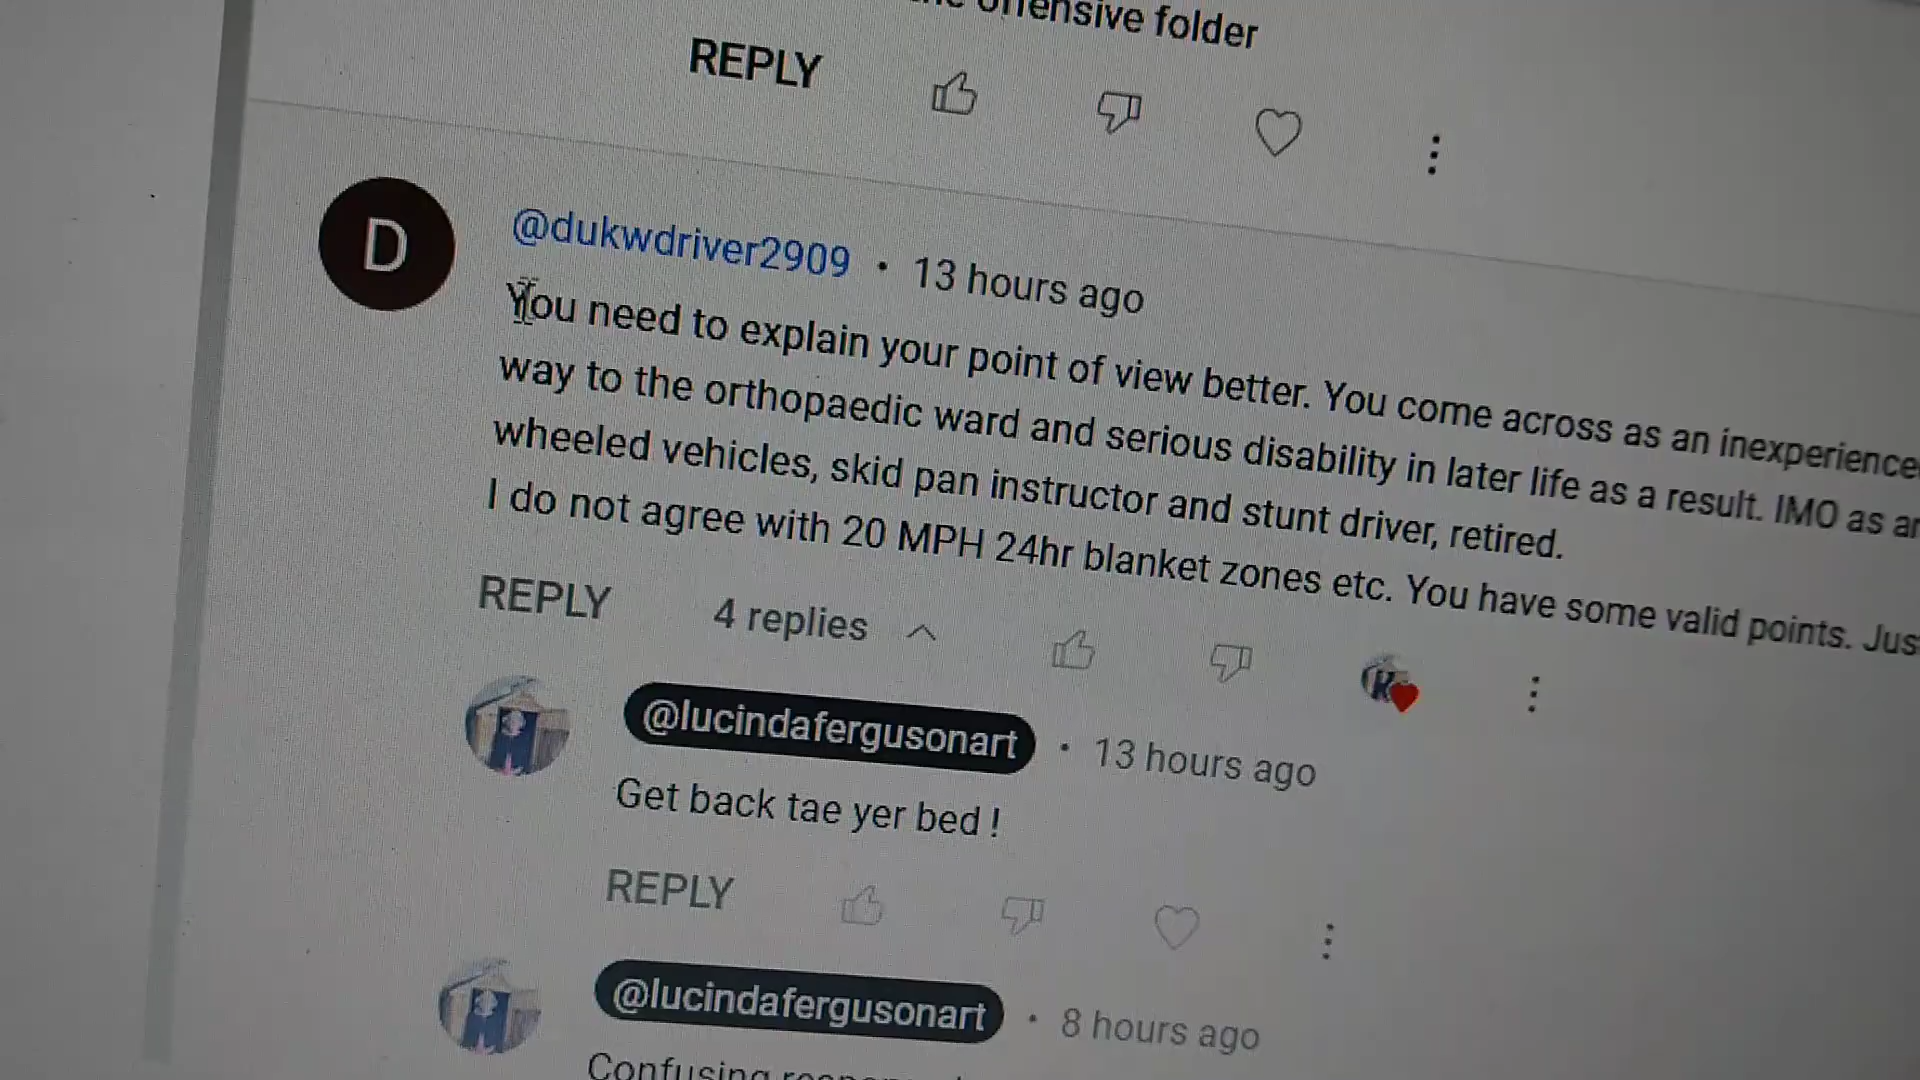 offensive folder
REPLY
D
@dukwdriver2909 · 13 hours ago
You need to explain your point of view better. You come across as an
way to the orthopaedic ward and serious disability in later life as a result. IMO as
wheeled vehicles, skid pan instructor and stunt driver, retired.
I do not agree with 20 MPH 24hr blanket zones etc. You have some valid points.
REPLY 4 replies
@lucindafergusonart · 13 hours ago
Get back tae yer bed !
REPLY
@lucindafergusonart · 8 hours ago
Confusing